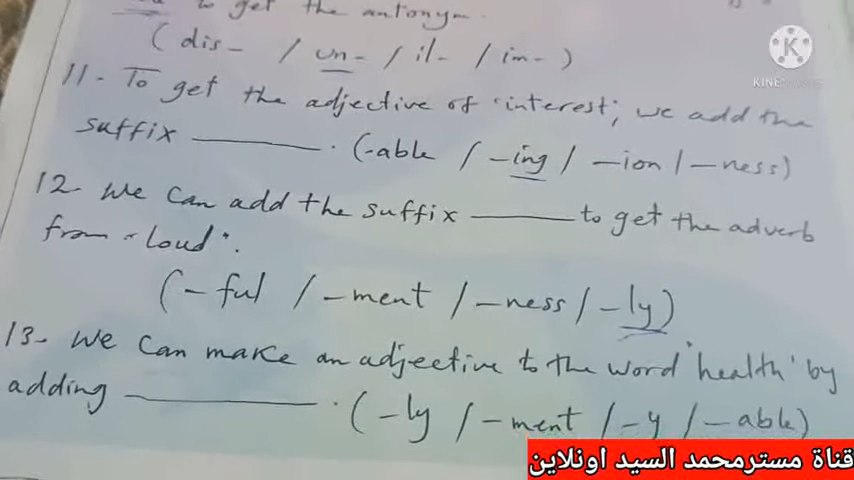 to get the antonym.
(dis- / un- / il- / im-)
11- To get the adjective of 'interest', we add the
suffix ______. (-able / -ing / -ion / -ness)
12- We can add the suffix ______ to get the adverb
from "loud".
(-ful / -ment / -ness / -ly)
13- We can make an adjective to the word 'health' by
adding ______. (-ly / -ment / -y / -able)
KINEMASTER
قناة مسترمحمد السيد اونلاين